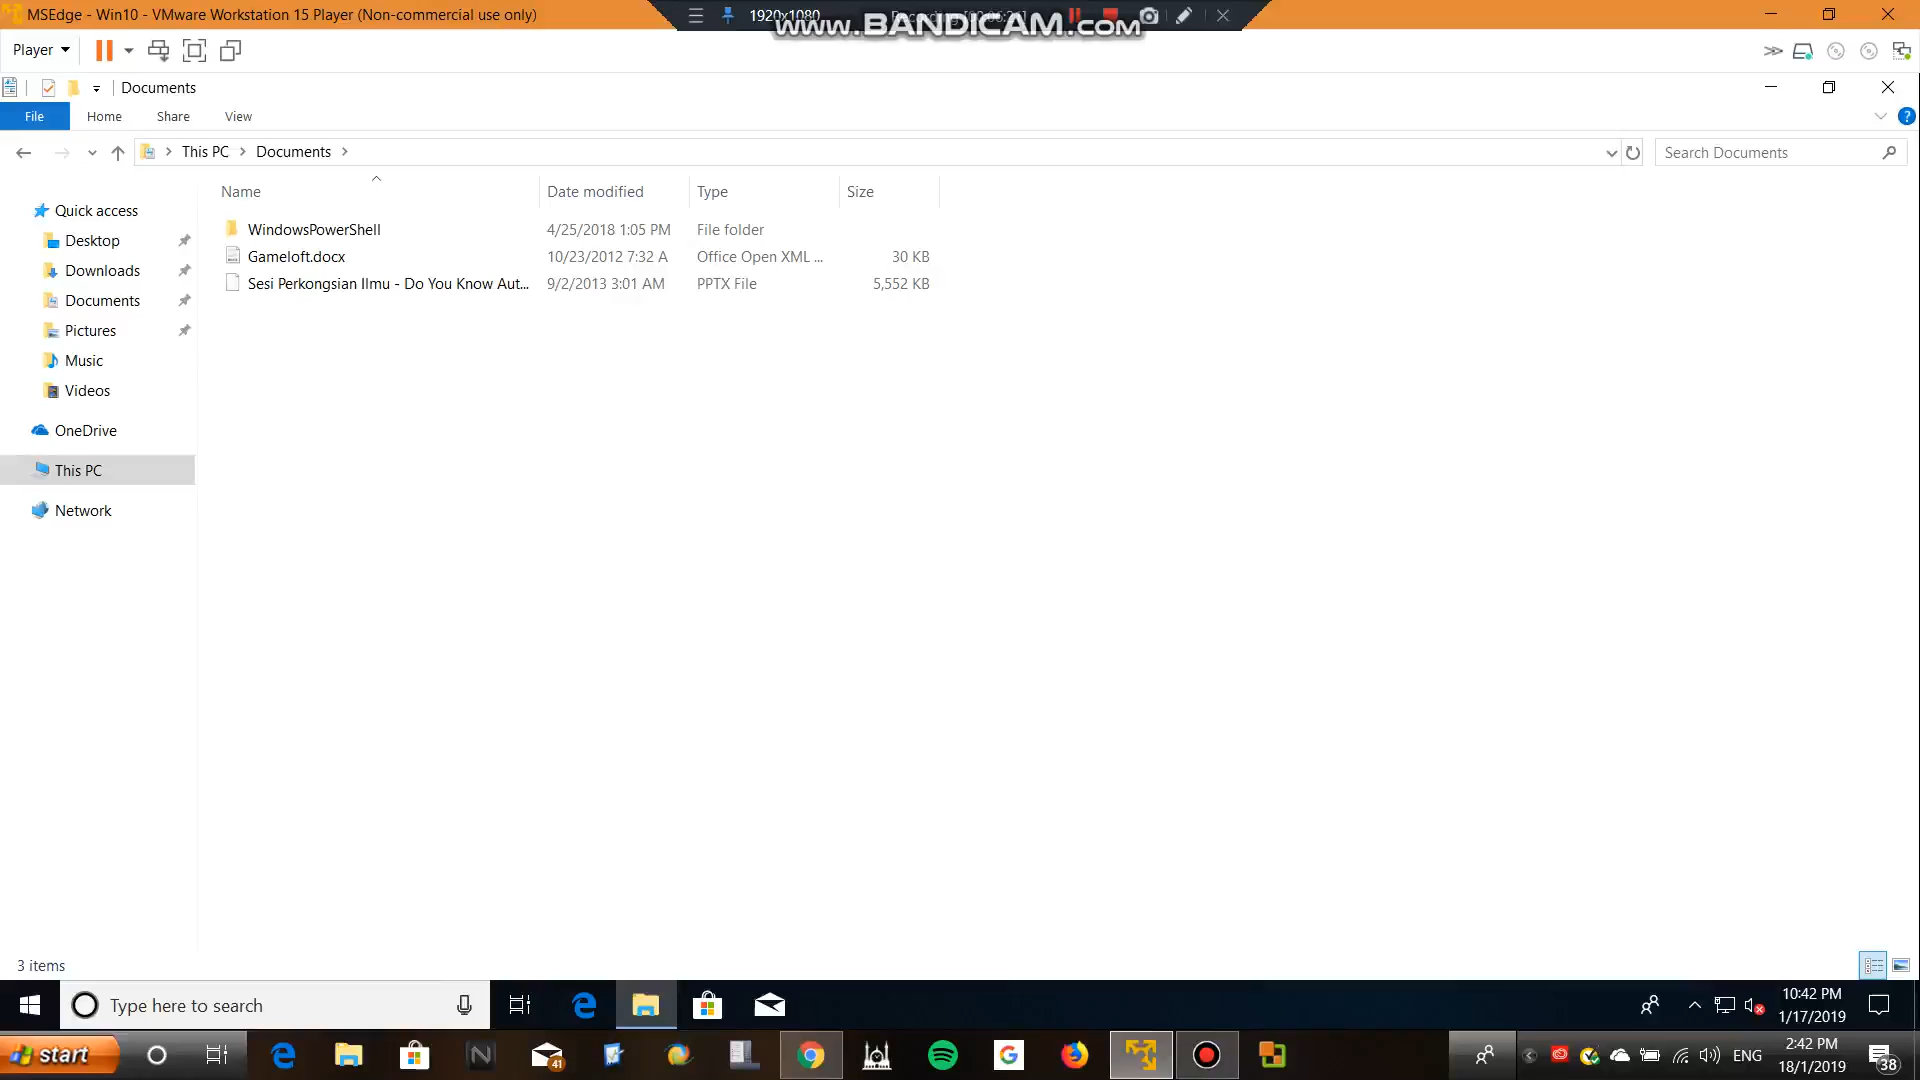 MSEdge - Win10 - VMware Workstation 15 Player (Non-commercial use only)
1920x1080
www.BANDICAM.com
Player
Documents
File Home Share View
This PC Documents
Search Documents
Name Date modified Type Size
Quick access
Desktop
Downloads
Documents
Pictures
Music
Videos
OneDrive
This PC
Network
WindowsPowerShell 4/25/2018 1:05 PM File folder
Gameloft.docx 10/23/2012 7:32 A Office Open XML ... 30 KB
Sesi Perkongsian Ilmu - Do You Know Aut... 9/2/2013 3:01 AM PPTX File 5,552 KB
3 items
Type here to search
10:42 PM
1/17/2019
start
41
ENG
2:42 PM
18/1/2019
38